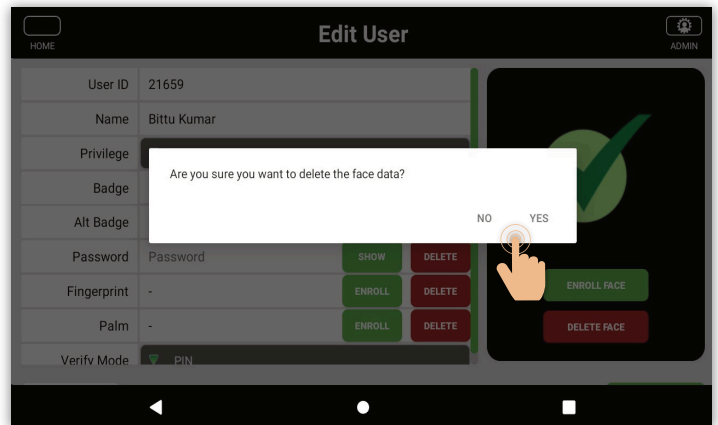 Edit User
HOME
ADMIN
User ID 21659
Name Bittu Kumar
Privilege
Are you sure you want to delete the face data?
Badge
Alt Badge
NO YES
Password Password SHOW DELETE
Fingerprint - ENROLL DELETE
ENROLL FACE
Palm - ENROLL DELETE
DELETE FACE
Verify Mode PIN